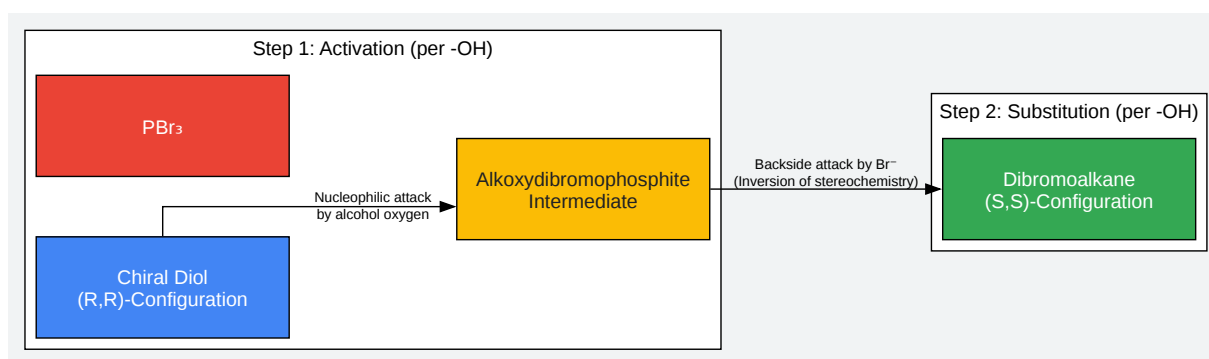 Step 1: Activation (per -OH)
PBr₃
Chiral Diol
(R,R)-Configuration
Nucleophilic attack
by alcohol oxygen
Alkoxydibromophosphite
Intermediate
Backside attack by Br⁻
(Inversion of stereochemistry)
Step 2: Substitution (per -OH)
Dibromoalkane
(S,S)-Configuration